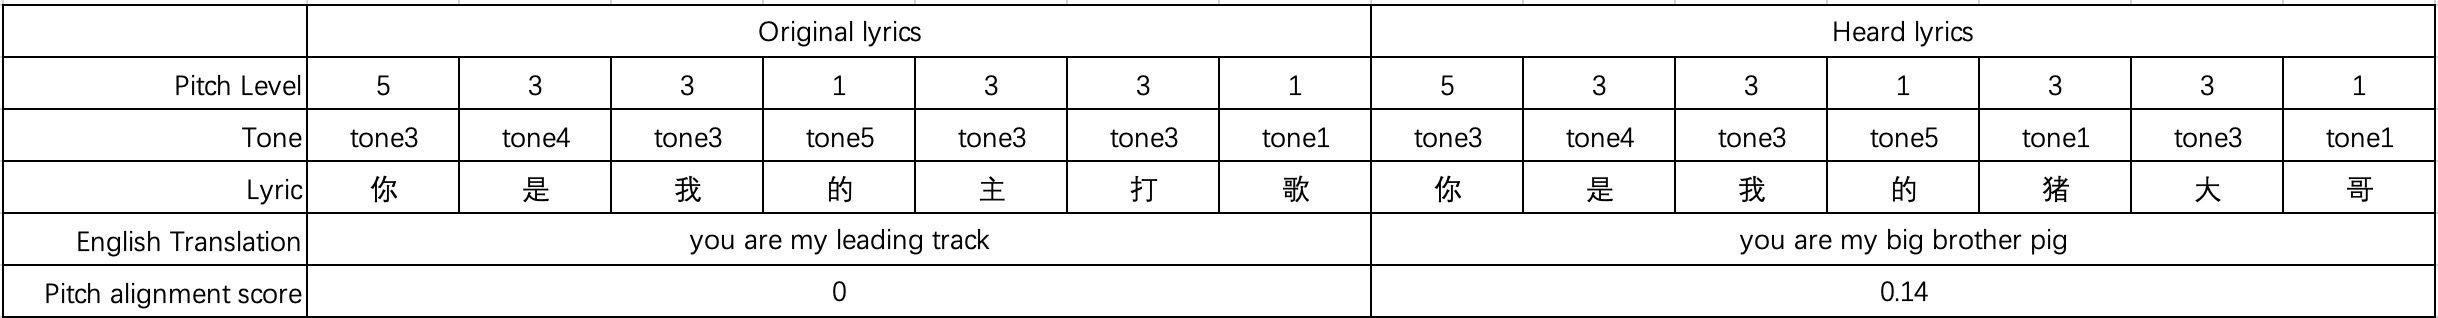 Original lyrics Heard lyrics
Pitch Level 5 3 3 1 3 3 1 5 3 3 1 3 3 1
Tone tone3 tone4 tone3 tone5 tone3 tone3 tone1 tone3 tone4 tone3 tone5 tone1 tone3 tone1
Lyric 你 是 我 的 主 打 歌 你 是 我 的 猪 大 哥
English Translation you are my leading track you are my big brother pig
Pitch alignment score 0 0.14